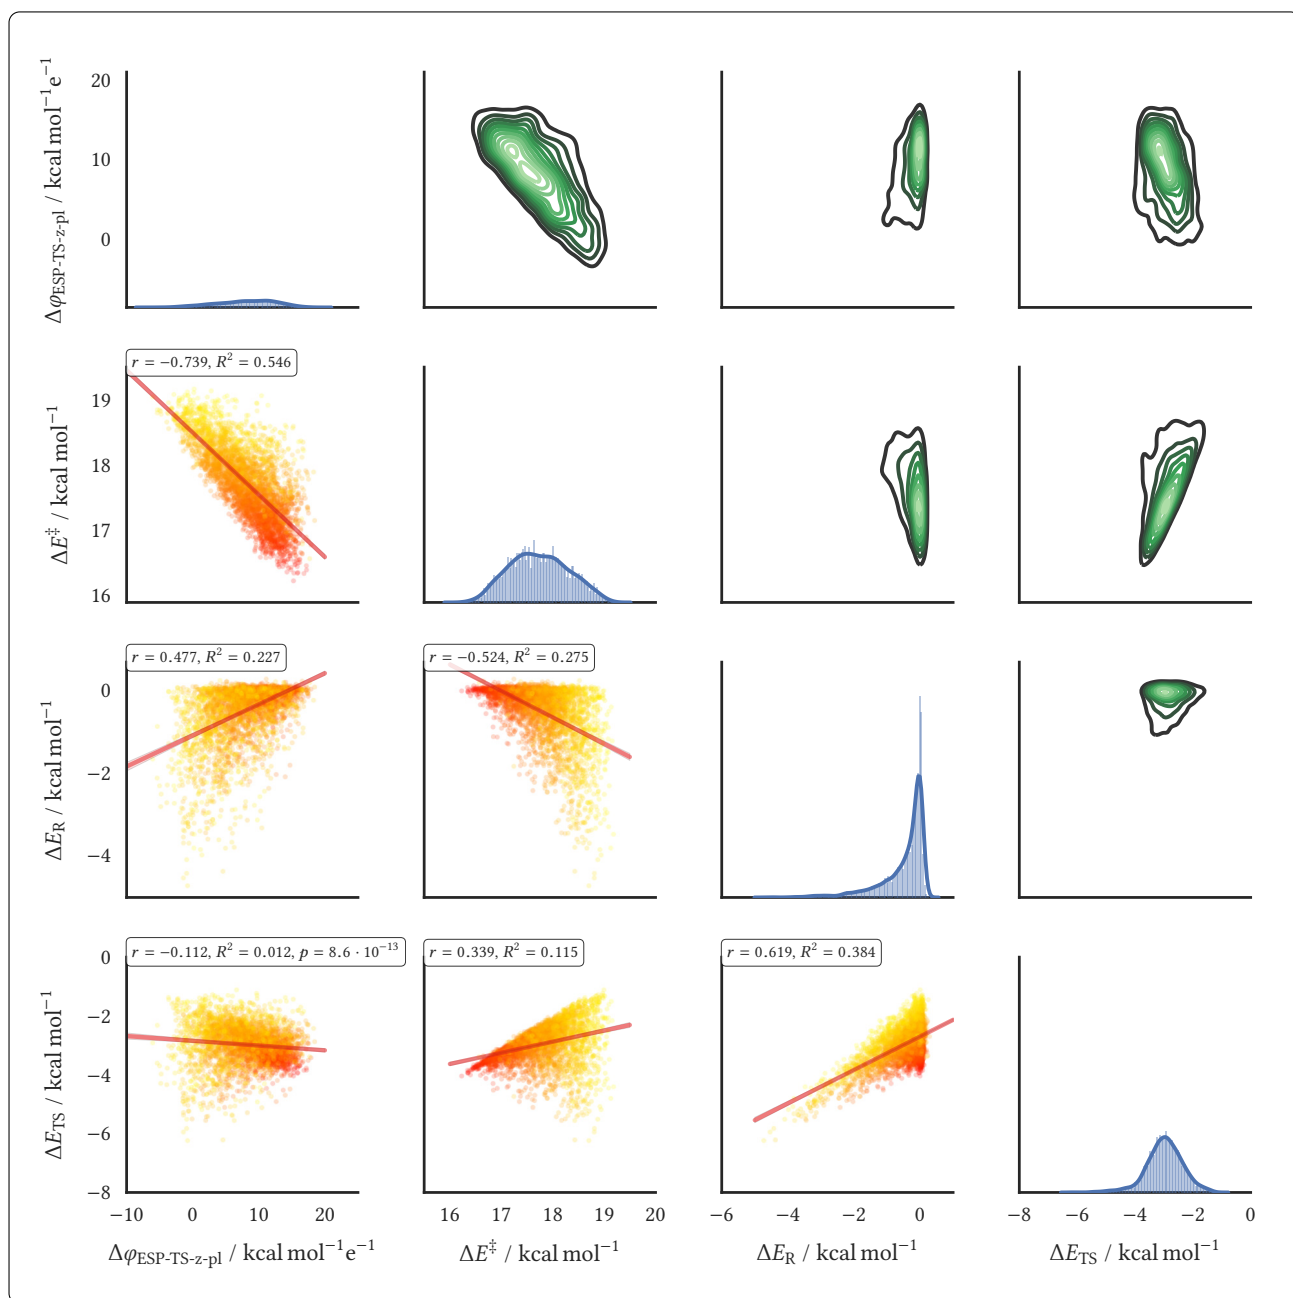 Δφ_ESP-TS-z-pl / kcal mol⁻¹e⁻¹
20
10
0
r = −0.739, R² = 0.546
ΔE‡ / kcal mol⁻¹
19
18
17
16
r = 0.477, R² = 0.227
r = −0.524, R² = 0.275
ΔE_R / kcal mol⁻¹
0
−2
−4
r = −0.112, R² = 0.012, p = 8.6 · 10⁻¹³
r = 0.339, R² = 0.115
r = 0.619, R² = 0.384
ΔE_TS / kcal mol⁻¹
0
−2
−4
−6
−8
−10 0 10 20
16 17 18 19 20
−6 −4 −2 0
−8 −6 −4 −2 0
Δφ_ESP-TS-z-pl / kcal mol⁻¹e⁻¹
ΔE‡ / kcal mol⁻¹
ΔE_R / kcal mol⁻¹
ΔE_TS / kcal mol⁻¹